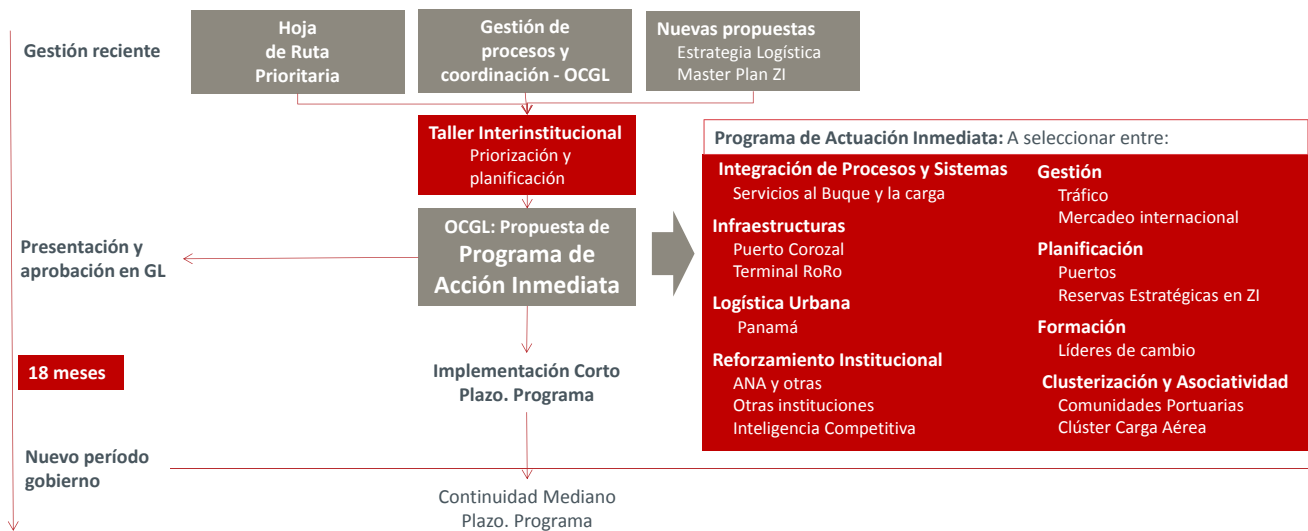 Gestión reciente
Hoja
de Ruta
Prioritaria
Gestión de
procesos y
coordinación - OCGL
Nuevas propuestas
Estrategia Logística
Master Plan ZI
Taller Interinstitucional
Priorización y
planificación
Presentación y
aprobación en GL
OCGL: Propuesta de
Programa de
Acción Inmediata
18 meses
Implementación Corto
Plazo. Programa
Nuevo período
gobierno
Continuidad Mediano
Plazo. Programa
Programa de Actuación Inmediata: A seleccionar entre:
Integración de Procesos y Sistemas
Servicios al Buque y la carga
Infraestructuras
Puerto Corozal
Terminal RoRo
Logística Urbana
Panamá
Reforzamiento Institucional
ANA y otras
Otras instituciones
Inteligencia Competitiva
Gestión
Tráfico
Mercadeo internacional
Planificación
Puertos
Reservas Estratégicas en ZI
Formación
Líderes de cambio
Clusterización y Asociatividad
Comunidades Portuarias
Clúster Carga Aérea